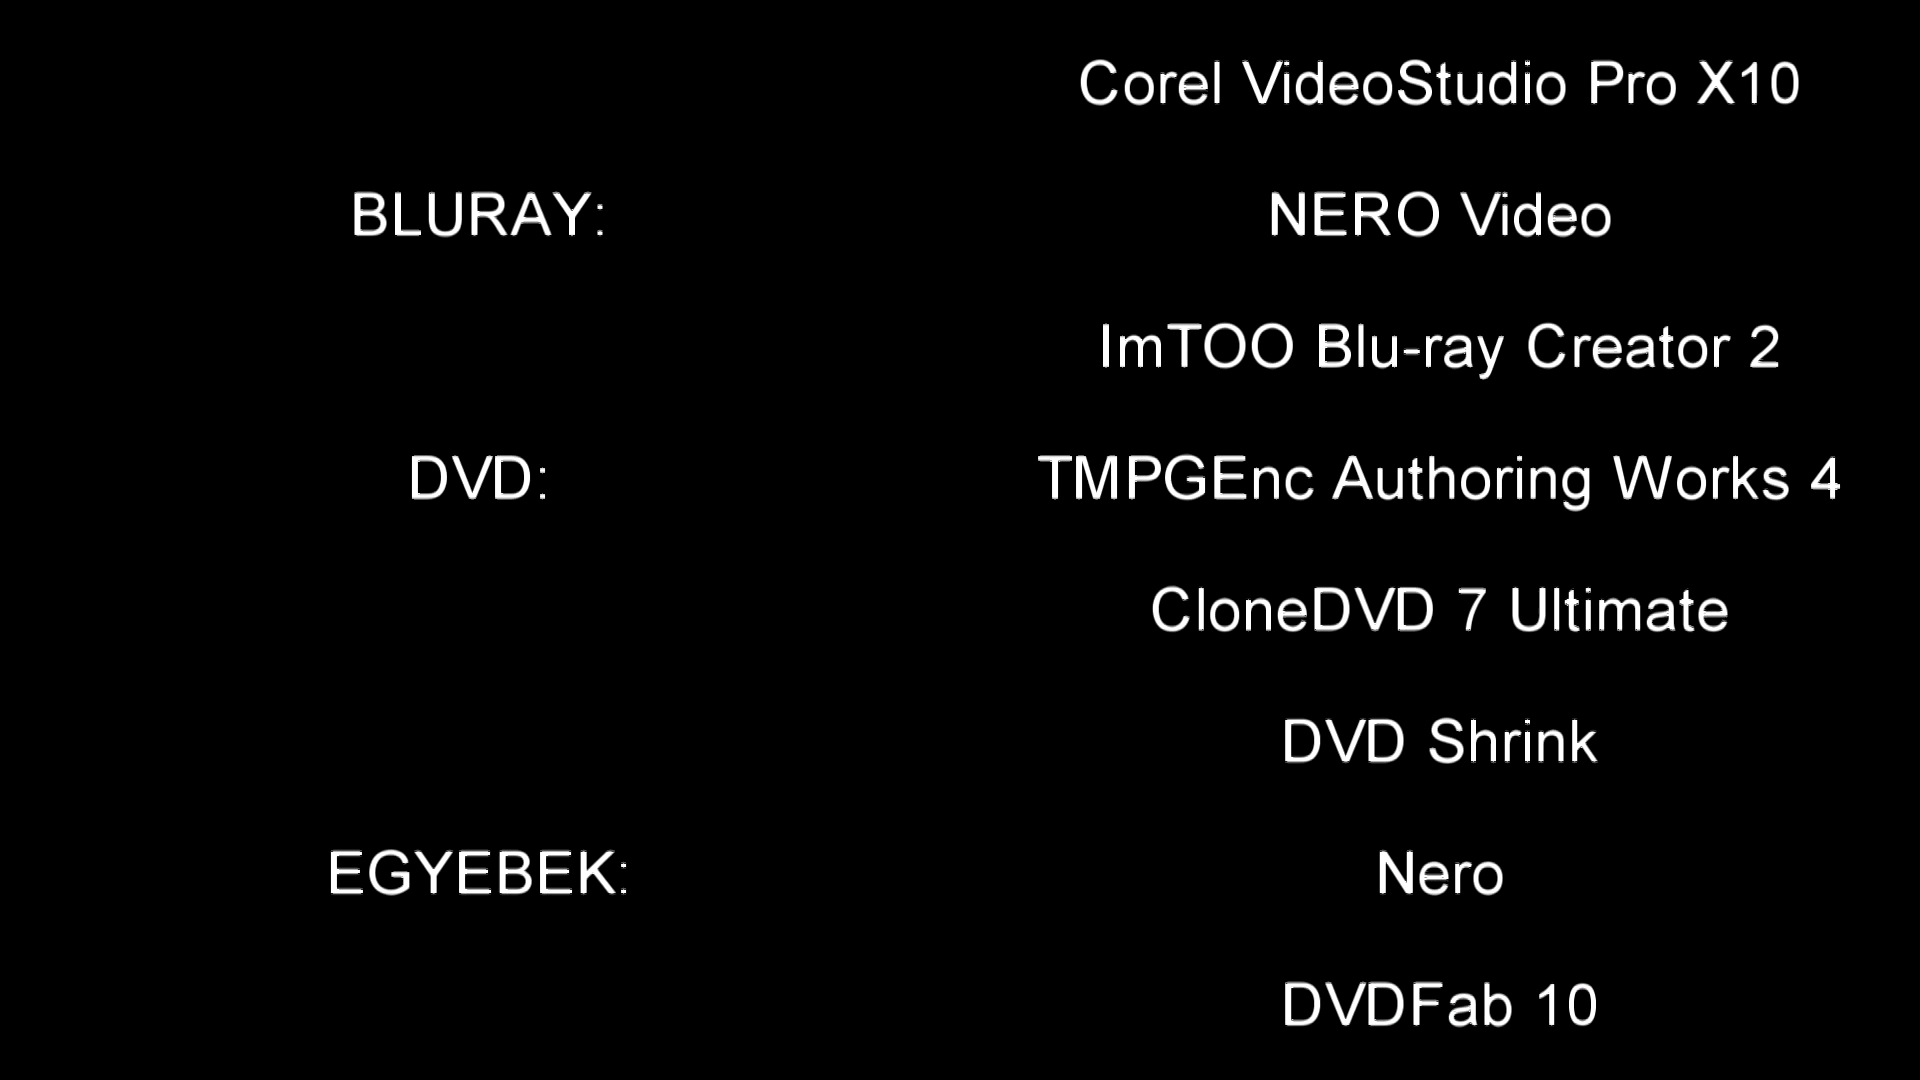 Corel VideoStudio Pro X10
BLURAY: NERO Video
ImTOO Blu-ray Creator 2
DVD: TMPGEnc Authoring Works 4
CloneDVD 7 Ultimate
DVD Shrink
EGYEBEK: Nero
DVDFab 10